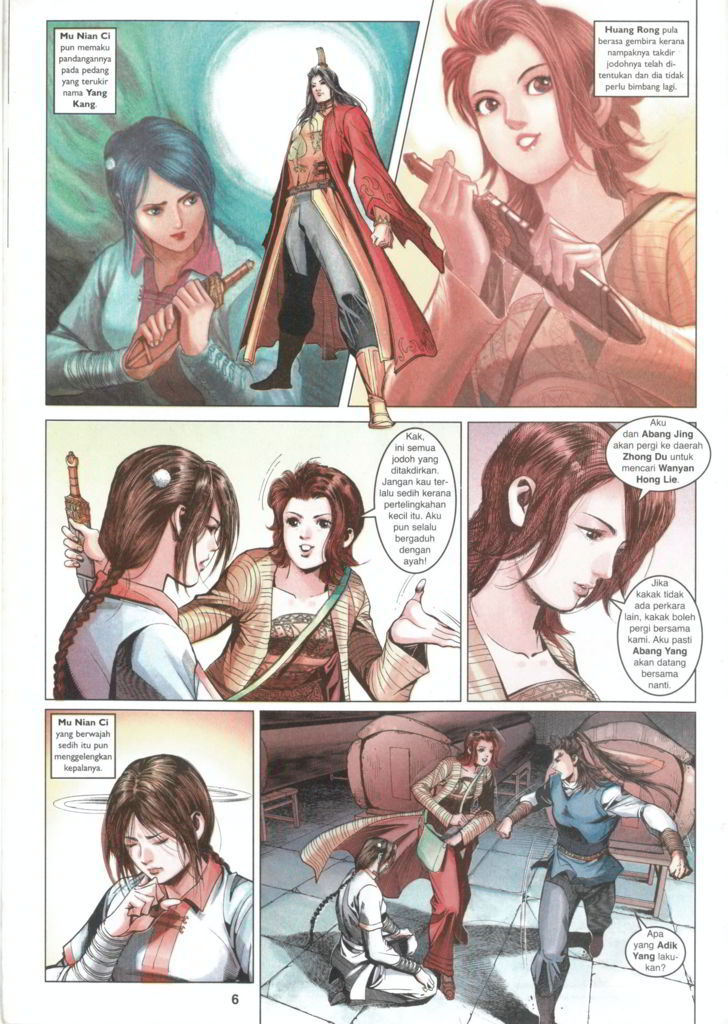 Mu Nian Ci
pun memaku
pandangannya
pada pedang
yang terukir
nama Yang
Kang.
Huang Rong pula
berasa gembira kerana
nampaknya takdir
jodohnya telah di-
tentukan dan dia tidak
perlu bimbang lagi.
Kak,
ini semua
jodoh yang
ditakdirkan.
Jangan kau ter-
lalu sedih kerana
pertelingkahan
kecil itu. Aku
pun selalu
bergaduh
dengan
ayah!
Aku
dan Abang Jing
akan pergi ke daerah
Zhong Du untuk
mencari Wanyan
Hong Lie.
Jika
kakak tidak
ada perkara
lain, kakak boleh
pergi bersama
kami. Aku pasti
Abang Yang
akan datang
bersama
nanti.
Mu Nian Ci
yang berwajah
sedih itu pun
menggelengkan
kepalanya.
Apa
yang Adik
Yang laku-
kan?
6